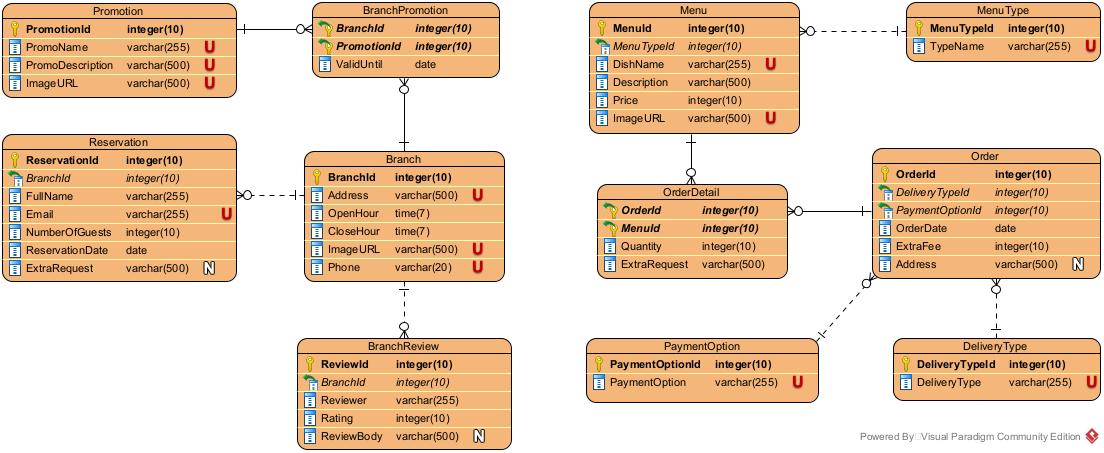 Promotion
PromotionId integer(10)
PromoName varchar(255) U
PromoDescription varchar(500) U
ImageURL varchar(500) U
BranchPromotion
BranchId integer(10)
PromotionId integer(10)
ValidUntil date
Menu
MenuId integer(10)
MenuTypeId integer(10)
DishName varchar(255) U
Description varchar(500)
Price integer(10)
ImageURL varchar(500) U
MenuType
MenuTypeId integer(10)
TypeName varchar(255) U
Reservation
ReservationId integer(10)
BranchId integer(10)
FullName varchar(255)
Email varchar(255) U
NumberOfGuests integer(10)
ReservationDate date
ExtraRequest varchar(500) N
Branch
BranchId integer(10)
Address varchar(500) U
OpenHour time(7)
CloseHour time(7)
ImageURL varchar(500) U
Phone varchar(20) U
OrderDetail
OrderId integer(10)
MenuId integer(10)
Quantity integer(10)
ExtraRequest varchar(500)
Order
OrderId integer(10)
DeliveryTypeId integer(10)
PaymentOptionId integer(10)
OrderDate date
ExtraFee integer(10)
Address varchar(500) N
BranchReview
ReviewId integer(10)
BranchId integer(10)
Reviewer varchar(255)
Rating integer(10)
ReviewBody varchar(500) N
PaymentOption
PaymentOptionId integer(10)
PaymentOption varchar(255) U
DeliveryType
DeliveryTypeId integer(10)
DeliveryType varchar(255) U
Powered By Visual Paradigm Community Edition